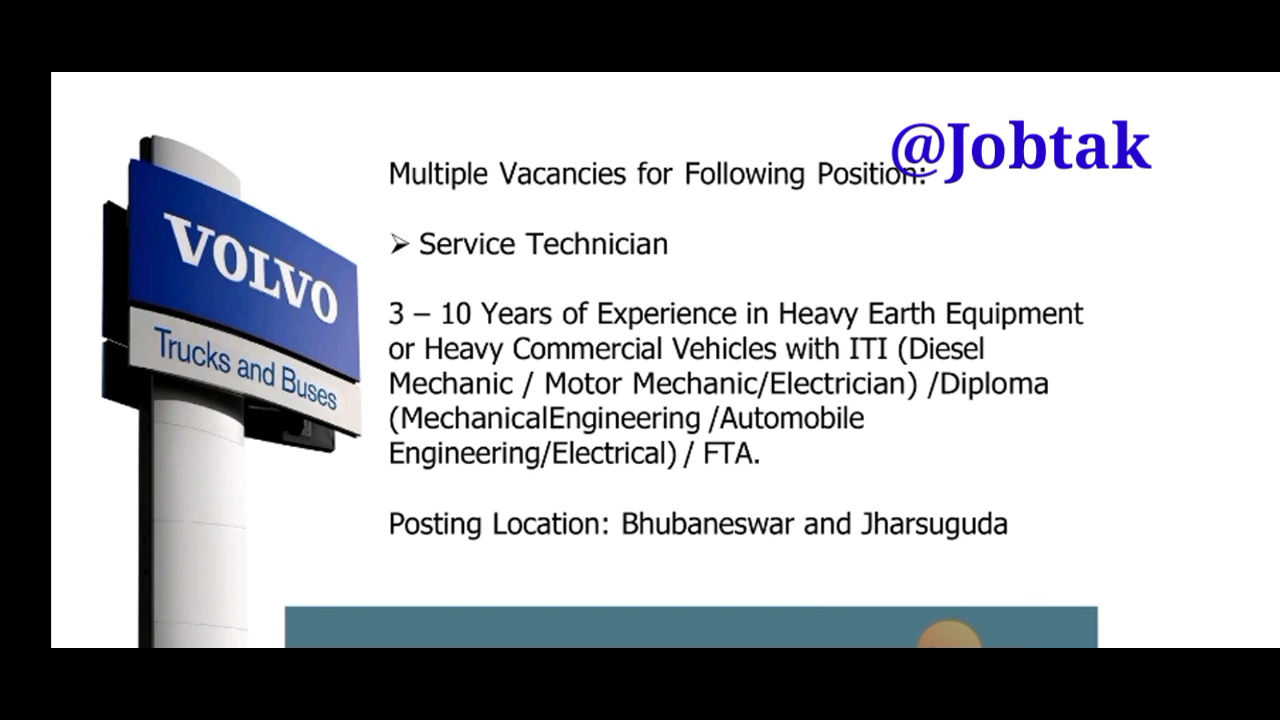 @Jobtak
Multiple Vacancies for Following Position:
➢ Service Technician
3 – 10 Years of Experience in Heavy Earth Equipment
or Heavy Commercial Vehicles with ITI (Diesel
Mechanic / Motor Mechanic/Electrician) /Diploma
(MechanicalEngineering /Automobile
Engineering/Electrical) / FTA.
Posting Location: Bhubaneswar and Jharsuguda
VOLVO
Trucks and Buses